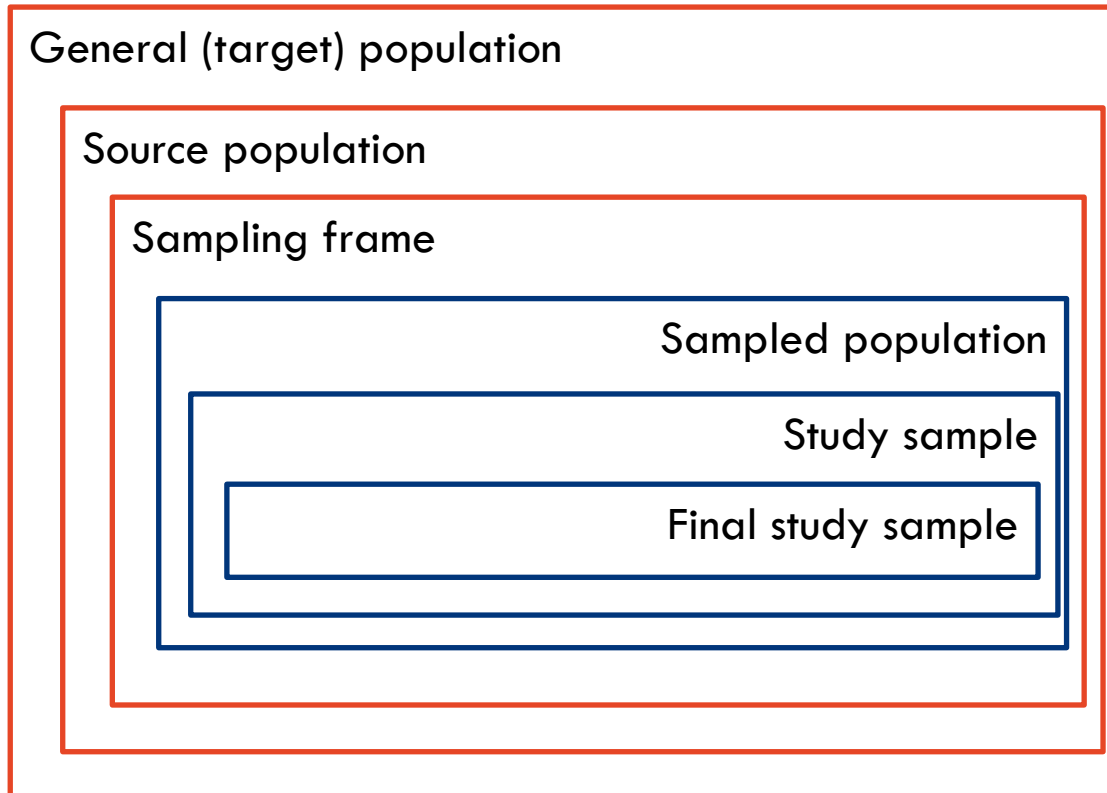 General (target) population
Source population
Sampling frame
Sampled population
Study sample
Final study sample